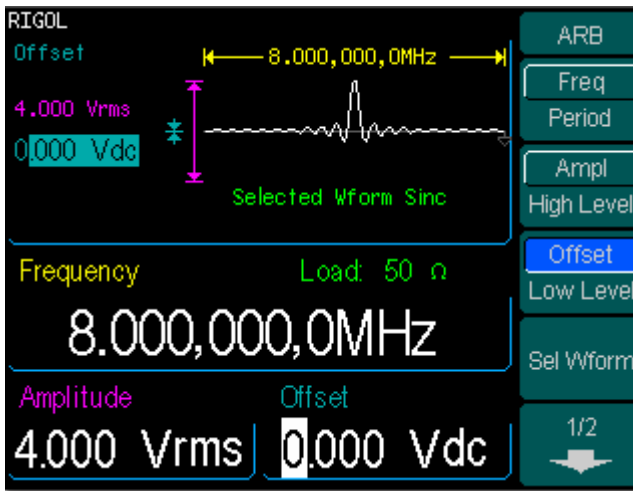 RIGOL
Offset
8.000,000,0MHz
4.000 Vrms
0.000 Vdc
Selected Wform Sinc
Frequency
Load: 50 Ω
8.000,000,0MHz
Amplitude
Offset
4.000 Vrms
0.000 Vdc
ARB
Freq
Period
Ampl
High Level
Offset
Low Level
Sel Wform
1/2